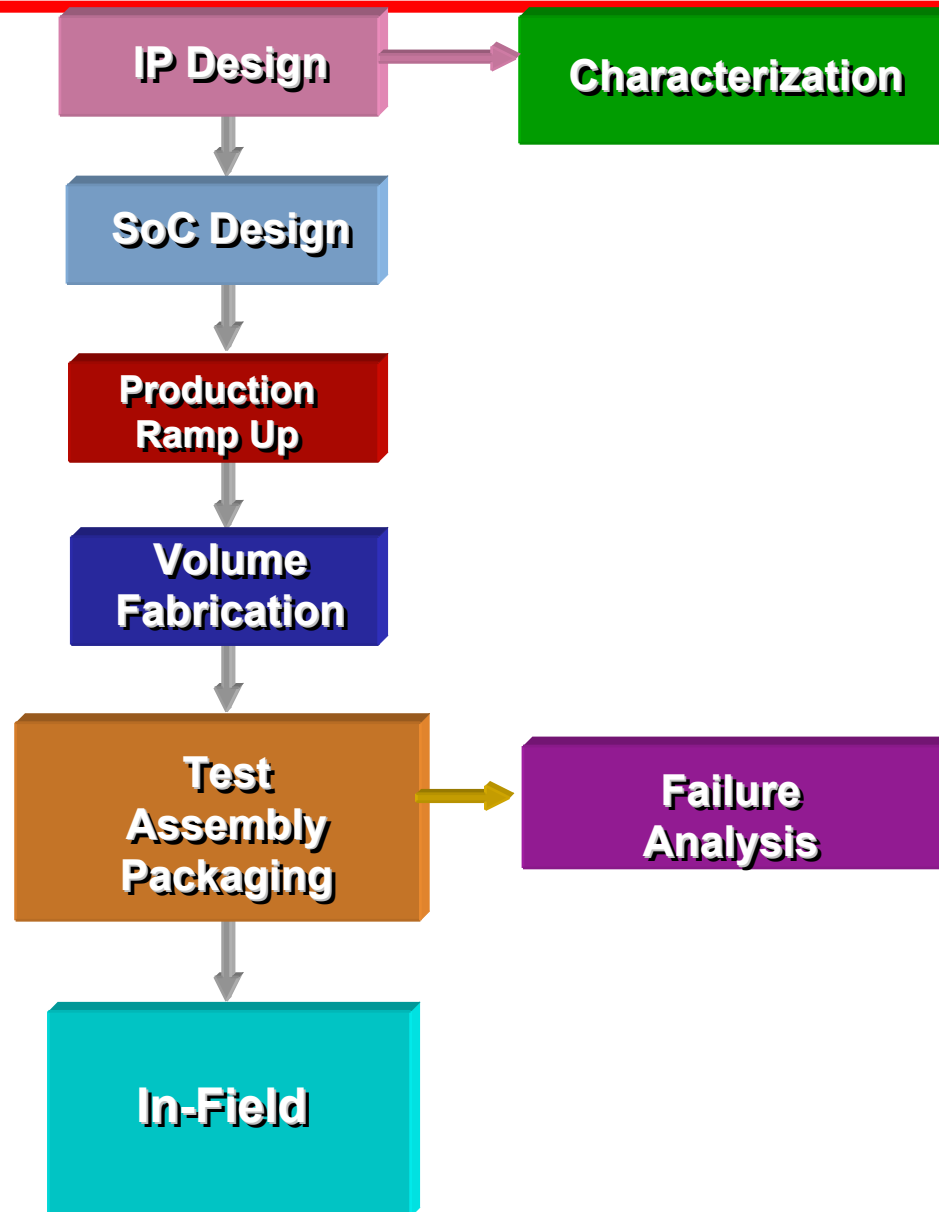 IP Design
Characterization
SoC Design
Production
Ramp Up
Volume
Fabrication
Test
Assembly
Packaging
Failure
Analysis
In-Field